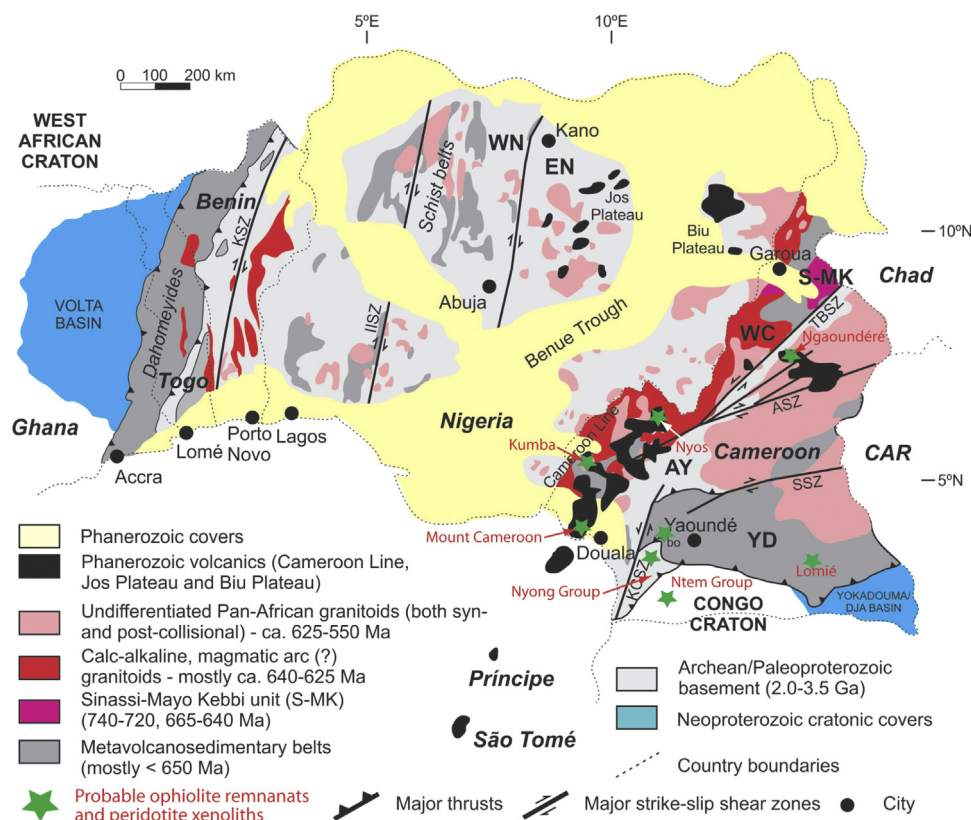 5ºE
10ºE
0 100 200 km
WEST
AFRICAN
CRATON
WN
Kano
EN
Schist belts
Jos
Plateau
Benin
KSZ
Biu
Plateau
10ºN
Garoua
S-MK
Chad
Abuja
VOLTA
BASIN
Dahomeyides
IISZ
Benue Trough
TBSZ
WC
Ngaoundéré
Togo
ASZ
Ghana
Nigeria
Cameroon Line
Porto
Novo
Lagos
Lomé
Kumba
Nyos
Cameroon
CAR
AY
Accra
SSZ
5ºN
Mount Cameroon
Yaoundé
bo
YD
Douala
Lomié
KCSZ
Nyong Group
Ntem Group
CONGO
CRATON
YOKADOUMA/
DJA BASIN
Príncipe
São Tomé
Phanerozoic covers
Phanerozoic volcanics (Cameroon Line,
Jos Plateau and Biu Plateau)
Undifferentiated Pan-African granitoids (both syn-
and post-collisional) - ca. 625-550 Ma
Calc-alkaline, magmatic arc (?)
granitoids - mostly ca. 640-625 Ma
Sinassi-Mayo Kebbi unit (S-MK)
(740-720, 665-640 Ma)
Metavolcanosedimentary belts
(mostly < 650 Ma)
Archean/Paleoproterozoic
basement (2.0-3.5 Ga)
Neoproterozoic cratonic covers
Country boundaries
Probable ophiolite remnanats
and peridotite xenoliths
Major thrusts
Major strike-slip shear zones
City